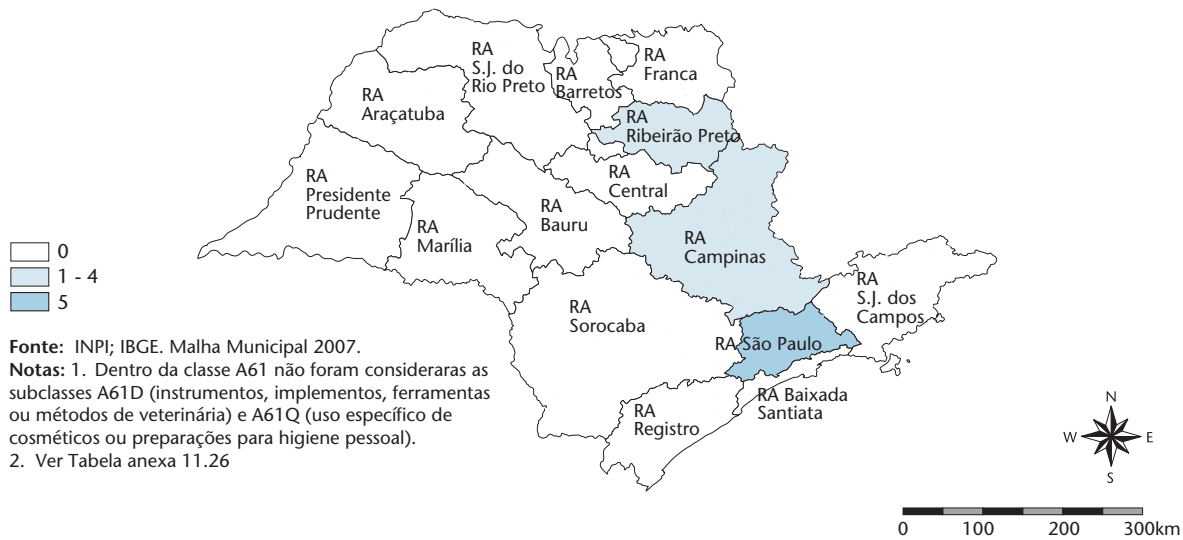 RA
S.J. do
Rio Preto
RA
Barretos
RA
Franca
RA
Araçatuba
RA
Ribeirão Preto
RA
Presidente
Prudente
RA
Central
RA
Marília
RA
Bauru
RA
Campinas
RA
S.J. dos
Campos
RA
Sorocaba
RA São Paulo
RA Baixada
Santiata
RA
Registro
0
1 - 4
5
Fonte: INPI; IBGE. Malha Municipal 2007.
Notas: 1. Dentro da classe A61 não foram consideraras as
subclasses A61D (instrumentos, implementos, ferramentas
ou métodos de veterinária) e A61Q (uso específico de
cosméticos ou preparações para higiene pessoal).
2. Ver Tabela anexa 11.26
N
W E
S
0 100 200 300km